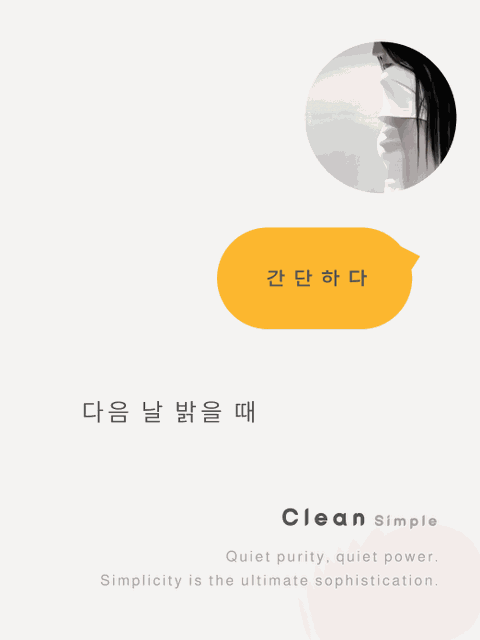 간단하다
다음 날 밝을 때
Clean Simple
Quiet purity, quiet power.
Simplicity is the ultimate sophistication.